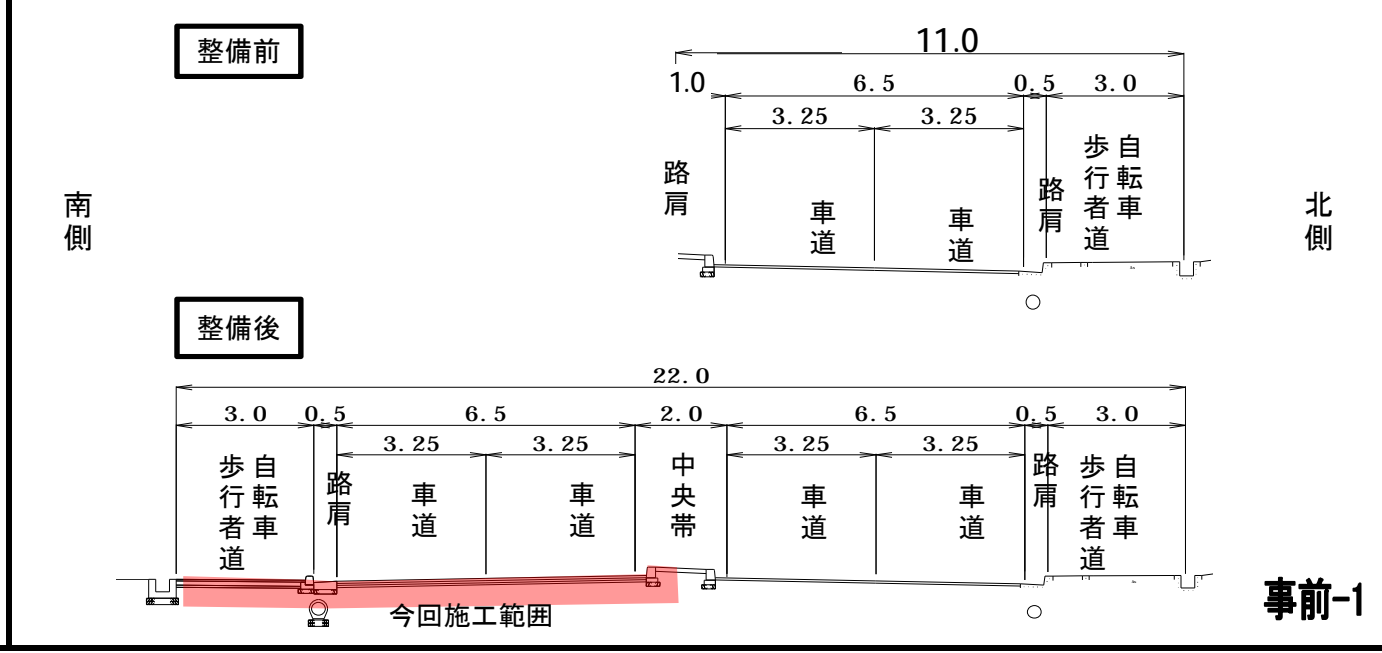 整備前
11.0
1.0
6.5
0.5
3.0
3.25
3.25
南側
路肩
車道
車道
路肩
自転車
歩行者道
北側
整備後
22.0
3.0
0.5
6.5
2.0
6.5
0.5
3.0
3.25
3.25
3.25
3.25
自転車
歩行者道
路肩
車道
車道
中央帯
車道
車道
路肩
自転車
歩行者道
今回施工範囲
事前-1